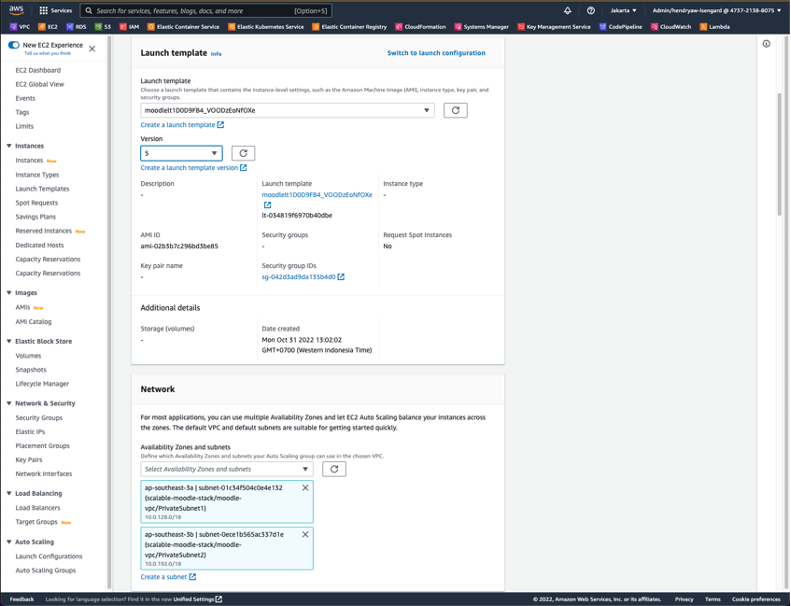 aws
Services
Search for services, features, blogs, docs, and more
[Option+S]
Jakarta
Admin/hendryaw-isengard @ 4737-2138-8075
VPC
EC2
RDS
S3
IAM
Elastic Container Service
Elastic Kubernetes Service
Elastic Container Registry
CloudFormation
Systems Manager
Key Management Service
CodePipeline
CloudWatch
Lambda
New EC2 Experience
Tell us what you think
EC2 Dashboard
EC2 Global View
Events
Tags
Limits
Instances
Instances New
Instance Types
Launch Templates
Spot Requests
Savings Plans
Reserved Instances New
Dedicated Hosts
Capacity Reservations
Capacity Reservations
Images
AMIs New
AMI Catalog
Elastic Block Store
Volumes
Snapshots
Lifecycle Manager
Network & Security
Security Groups
Elastic IPs
Placement Groups
Key Pairs
Network Interfaces
Load Balancing
Load Balancers
Target Groups New
Auto Scaling
Launch Configurations
Auto Scaling Groups
Launch template Info
Switch to launch configuration
Launch template
Choose a launch template that contains the instance-level settings, such as the Amazon Machine Image (AMI), instance type, key pair, and
security groups.
moodlelt1D0D9FB4_VOODzEoNfOXe
Create a launch template
Version
5
Create a launch template version
Description
-
Launch template
moodlelt1D0D9FB4_VOODzEoNfOXe
lt-034819f6970b40dbe
Instance type
-
AMI ID
ami-02b3b7c296bd3be85
Security groups
-
Request Spot Instances
No
Key pair name
-
Security group IDs
sg-042d3ad9da135b4d0
Additional details
Storage (volumes)
-
Date created
Mon Oct 31 2022 13:02:02
GMT+0700 (Western Indonesia Time)
Network
For most applications, you can use multiple Availability Zones and let EC2 Auto Scaling balance your instances across
the zones. The default VPC and default subnets are suitable for getting started quickly.
Availability Zones and subnets
Define which Availability Zones and subnets your Auto Scaling group can use in the chosen VPC.
Select Availability Zones and subnets
ap-southeast-3a | subnet-01c34f504c0e4e132
(scalable-moodle-stack/moodle-
vpc/PrivateSubnet1)
10.0.128.0/18
ap-southeast-3b | subnet-0ece1b565ac337d1e
(scalable-moodle-stack/moodle-
vpc/PrivateSubnet2)
10.0.192.0/18
Create a subnet
Feedback
Looking for language selection? Find it in the new Unified Settings
© 2022, Amazon Web Services, Inc. or its affiliates.
Privacy
Terms
Cookie preferences